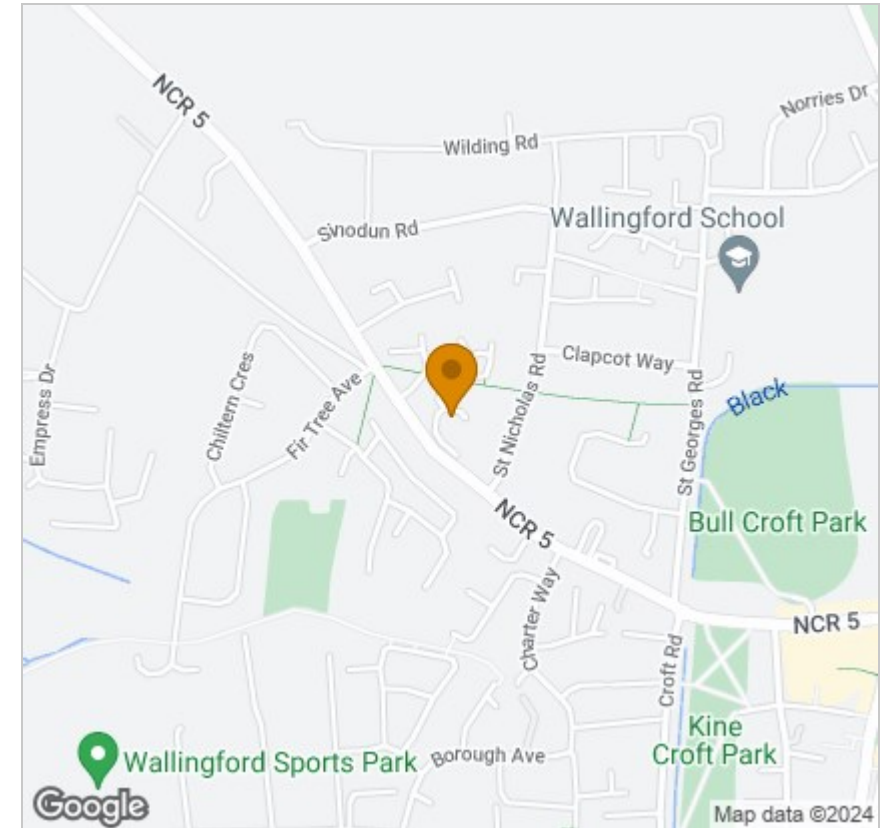 NCR 5
Norries Dr
Wilding Rd
Sinodun Rd
Wallingford School
Clapcot Way
Chiltern Cres
Fir Tree Ave
Empress Dr
St Nicholas Rd
St Georges Rd
Black
Bull Croft Park
NCR 5
NCR 5
Charter Way
Croft Rd
Kine
Croft Park
Wallingford Sports Park
Borough Ave
Google
Map data ©2024